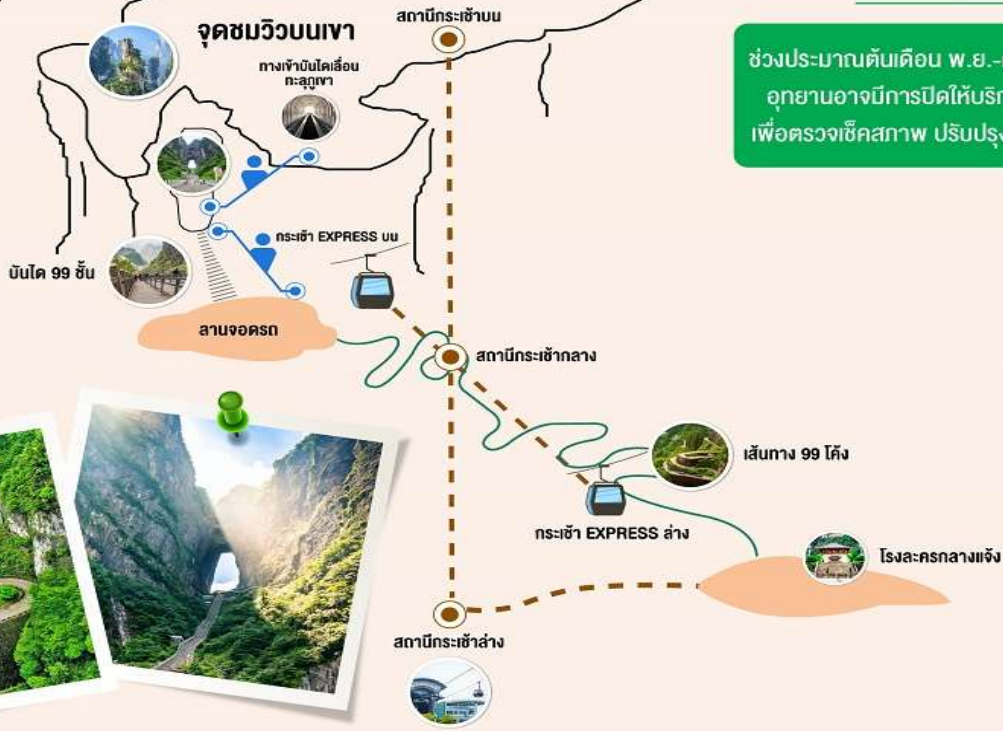 สถานีกระเช้าบน
จุดชมวิวบนเขา
ทางเข้าบันไดเลื่อน
ทะลุภูเขา
ช่วงประมาณต้นเดือน พ.ย.-
อุทยานอาจมีการปิดให้บริก
เพื่อตรวจเช็คสภาพ ปรับปรุง
กระเช้า EXPRESS บน
บันได 99 ชั้น
ลานจอดรถ
สถานีกระเช้ากลาง
เส้นทาง 99 โค้ง
กระเช้า EXPRESS ล่าง
โรงละครกลางแจ้ง
สถานีกระเช้าล่าง